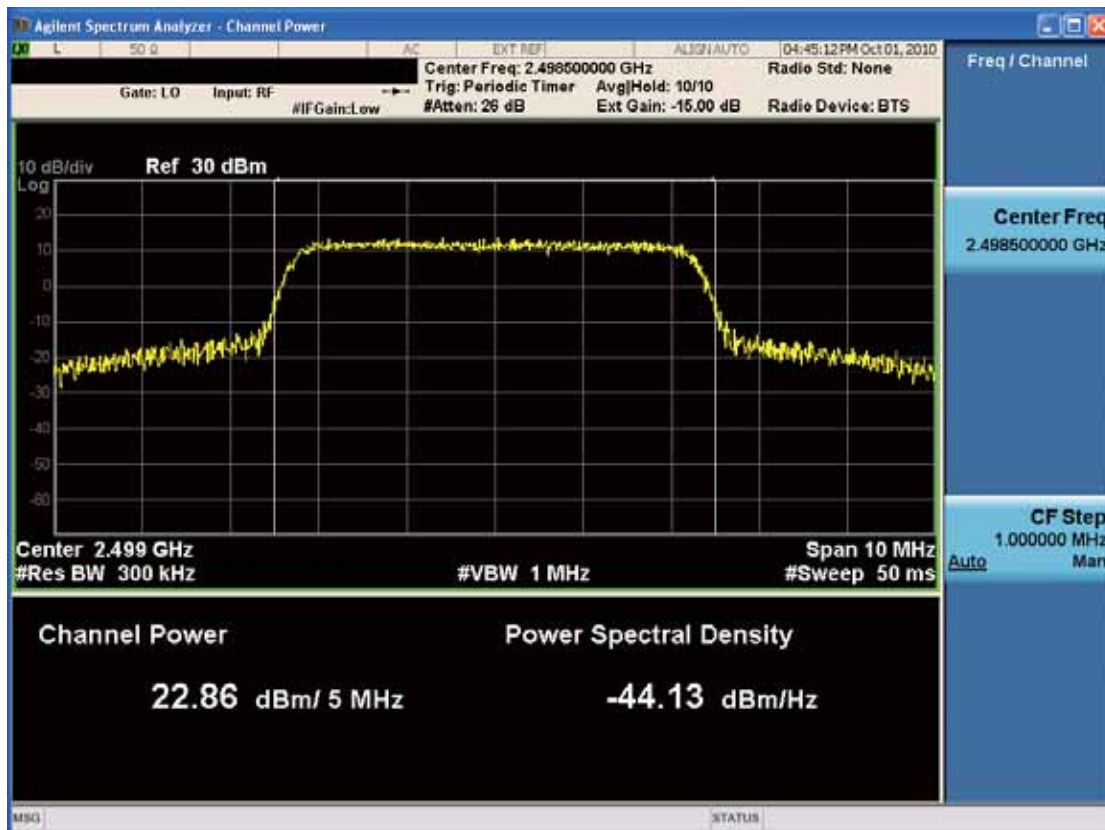 Agilent Spectrum Analyzer - Channel Power
L 50 Ω AC EXT REF ALIGN AUTO 04:45:12 PM Oct 01, 2010
Center Freq: 2.498500000 GHz Radio Std: None
Gate: LO Input: RF Trig: Periodic Timer Avg|Hold: 10/10
#IFGain:Low #Atten: 26 dB Ext Gain: -15.00 dB Radio Device: BTS
10 dB/div Ref 30 dBm
Log
20
10
0
-10
-20
-30
-40
-50
-60
Center 2.499 GHz Span 10 MHz
#Res BW 300 kHz #VBW 1 MHz #Sweep 50 ms
Channel Power Power Spectral Density
22.86 dBm/ 5 MHz -44.13 dBm/Hz
MSG STATUS
Freq / Channel
Center Freq
2.498500000 GHz
CF Step
1.000000 MHz
Auto Man